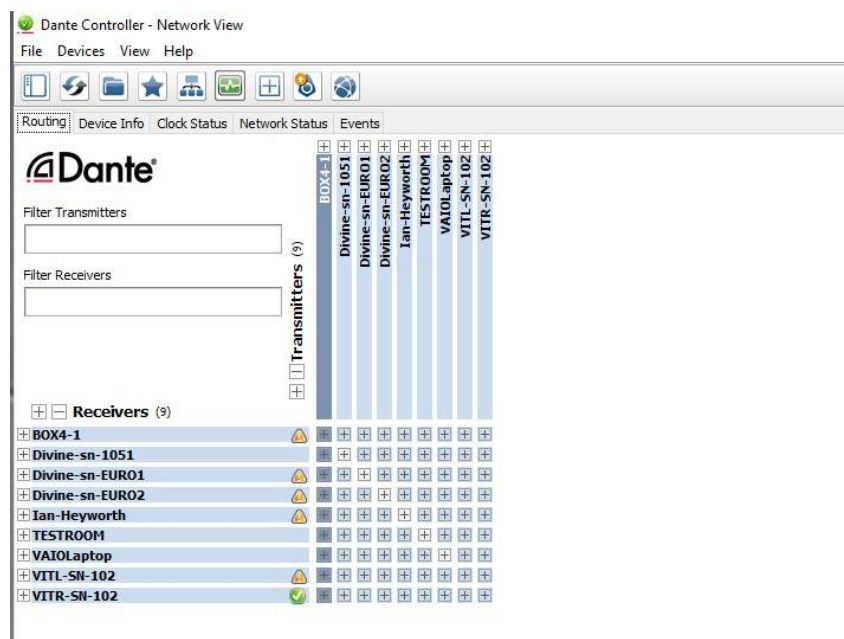 Dante Controller - Network View
File Devices View Help
Routing Device Info Clock Status Network Status Events
Dante®
Filter Transmitters
Filter Receivers
Transmitters (9)
BOX4-1
Divine-sn-1051
Divine-sn-EURO1
Divine-sn-EURO2
Ian-Heyworth
TESTROOM
VAIOLaptop
VITL-SN-102
VITR-SN-102
Receivers (9)
BOX4-1
Divine-sn-1051
Divine-sn-EURO1
Divine-sn-EURO2
Ian-Heyworth
TESTROOM
VAIOLaptop
VITL-SN-102
VITR-SN-102